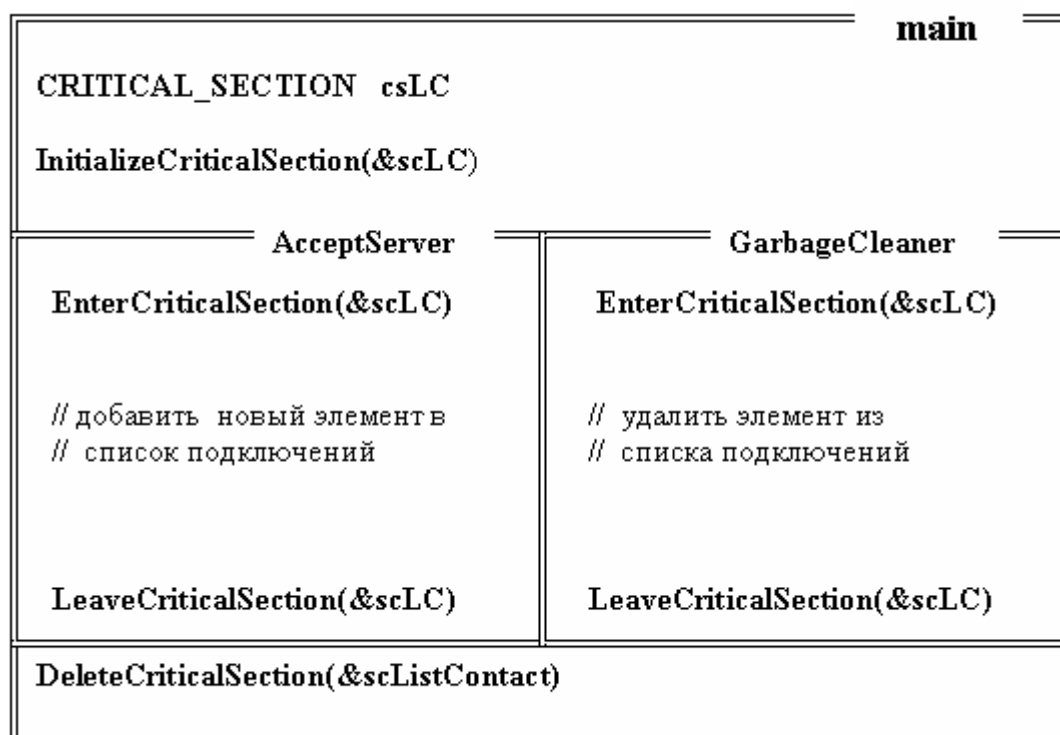 main
CRITICAL_SECTION csLC
InitializeCriticalSection(&scLC)
AcceptServer
GarbageCleaner
EnterCriticalSection(&scLC)
EnterCriticalSection(&scLC)
// добавить новый элемент в
// список подключений
// удалить элемент из
// списка подключений
LeaveCriticalSection(&scLC)
LeaveCriticalSection(&scLC)
DeleteCriticalSection(&scListContact)